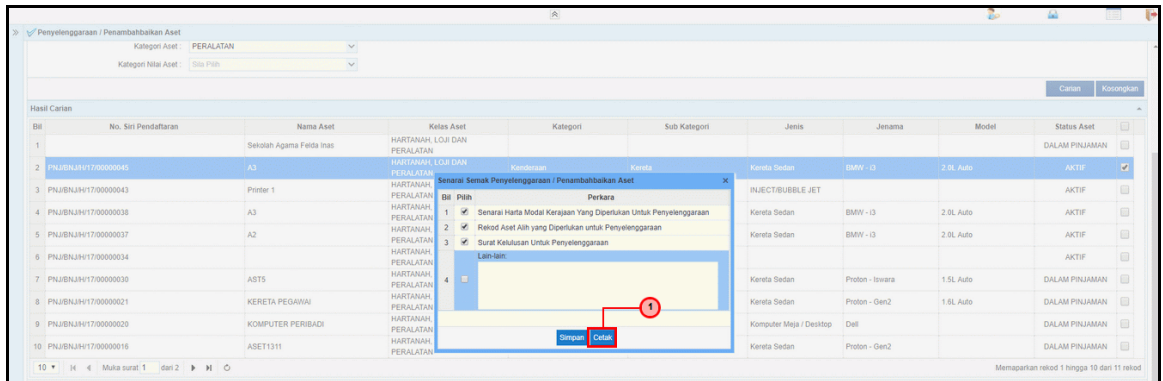 Penyelenggaraan / Penambahbaikan Aset
Kategori Aset : PERALATAN
Kategori Nilai Aset : Sila Pilih
Carian Kosongkan
Hasil Carian
Bil No. Siri Pendaftaran Nama Aset Kelas Aset Kategori Sub Kategori Jenis Jenama Model Status Aset
1 Sekolah Agama Felda Inas HARTANAH, LOJI DAN PERALATAN DALAM PINJAMAN
2 PNJ/BNJ/H/17/00000045 A3 HARTANAH, LOJI DAN PERALATAN Kenderaan Kereta Kereta Sedan BMW - i3 2.0L Auto AKTIF
3 PNJ/BNJ/H/17/00000043 Printer 1 HARTANAH, PERALATAN INJECT/BUBBLE JET AKTIF
4 PNJ/BNJ/H/17/00000038 A3 HARTANAH, PERALATAN Kereta Sedan BMW - i3 2.0L Auto AKTIF
5 PNJ/BNJ/H/17/00000037 A2 HARTANAH, PERALATAN Kereta Sedan BMW - i3 2.0L Auto AKTIF
6 PNJ/BNJ/H/17/00000034 HARTANAH, PERALATAN AKTIF
7 PNJ/BNJ/H/17/00000030 AST5 HARTANAH, PERALATAN Kereta Sedan Proton - Iswara 1.5L Auto DALAM PINJAMAN
8 PNJ/BNJ/H/17/00000021 KERETA PEGAWAI HARTANAH, PERALATAN Kereta Sedan Proton - Gen2 1.6L Auto DALAM PINJAMAN
9 PNJ/BNJ/H/17/00000020 KOMPUTER PERIBADI HARTANAH, PERALATAN Komputer Meja / Desktop Dell DALAM PINJAMAN
10 PNJ/BNJ/H/17/00000016 ASET1311 HARTANAH, PERALATAN Kereta Sedan Proton - Gen2 DALAM PINJAMAN
10 Muka surat 1 dari 2 Memaparkan rekod 1 hingga 10 dari 11 rekod
Senarai Semak Penyelenggaraan / Penambahbaikan Aset x
Bil Pilih Perkara
1 Senarai Harta Modal Kerajaan Yang Diperlukan Untuk Penyelenggaraan
2 Rekod Aset Alih yang Diperlukan untuk Penyelenggaraan
3 Surat Kelulusan Untuk Penyelenggaraan
4 Lain-lain:
1
Simpan Cetak